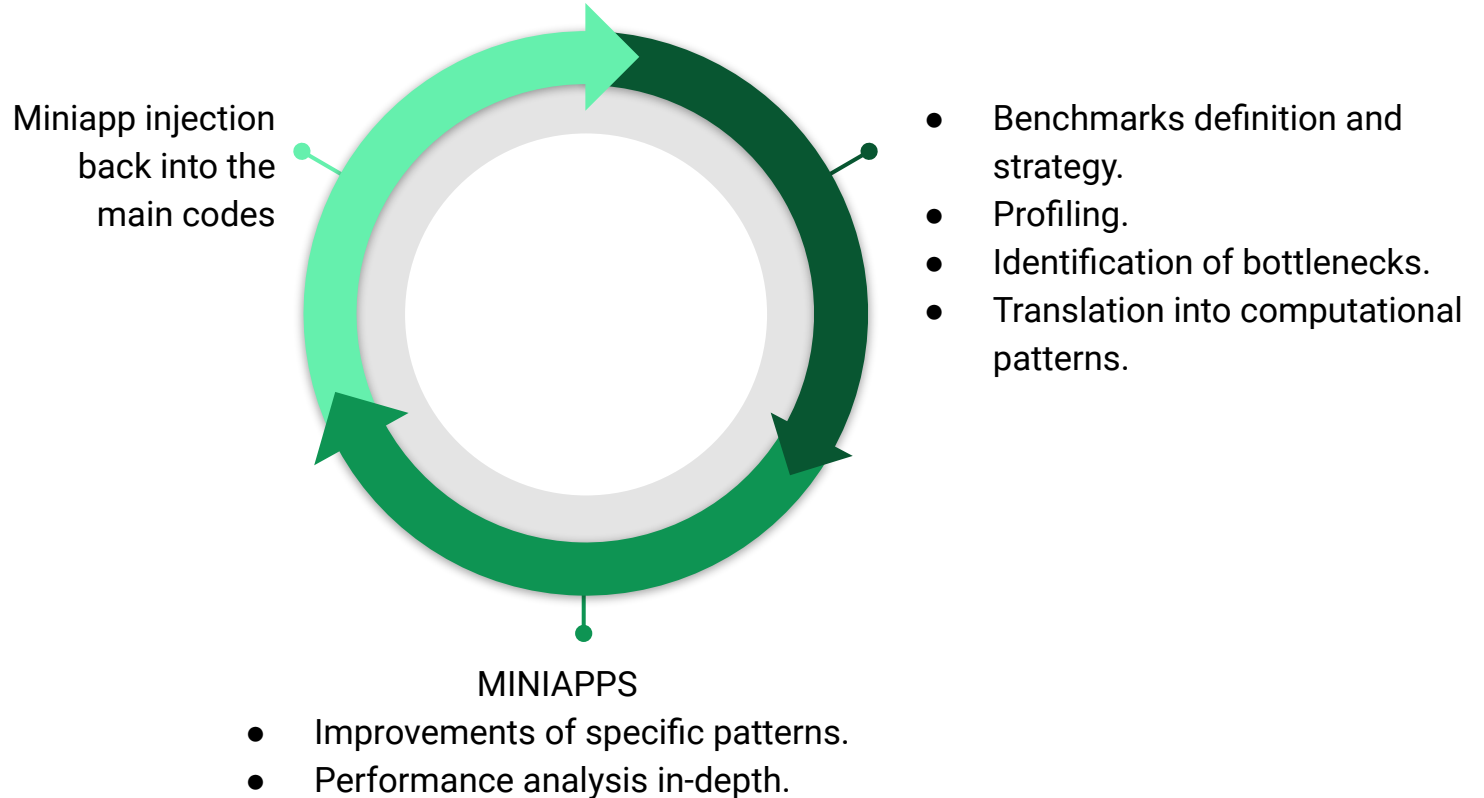 Miniapp injection
back into the
main codes
● Benchmarks definition and
strategy.
● Profiling.
● Identification of bottlenecks.
● Translation into computational
patterns.
MINIAPPS
● Improvements of specific patterns.
● Performance analysis in-depth.